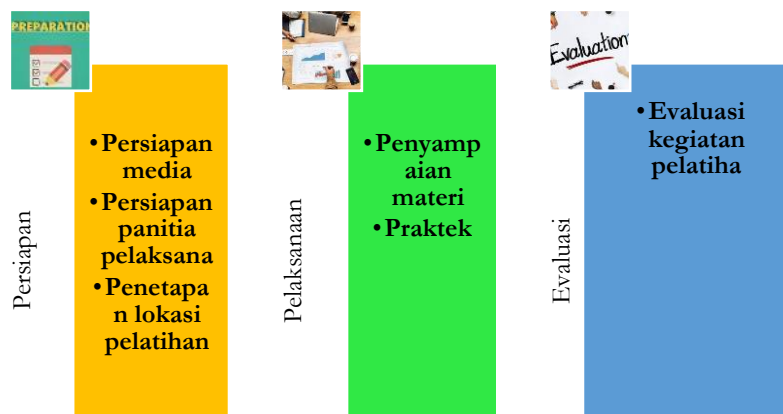 PREPARATION
Persiapan
•Persiapan
media
•Persiapan
panitia
pelaksana
•Penetapa
n lokasi
pelatihan
Pelaksanaan
•Penyamp
aian
materi
•Praktek
Evaluation
Evaluasi
•Evaluasi
kegiatan
pelatiha